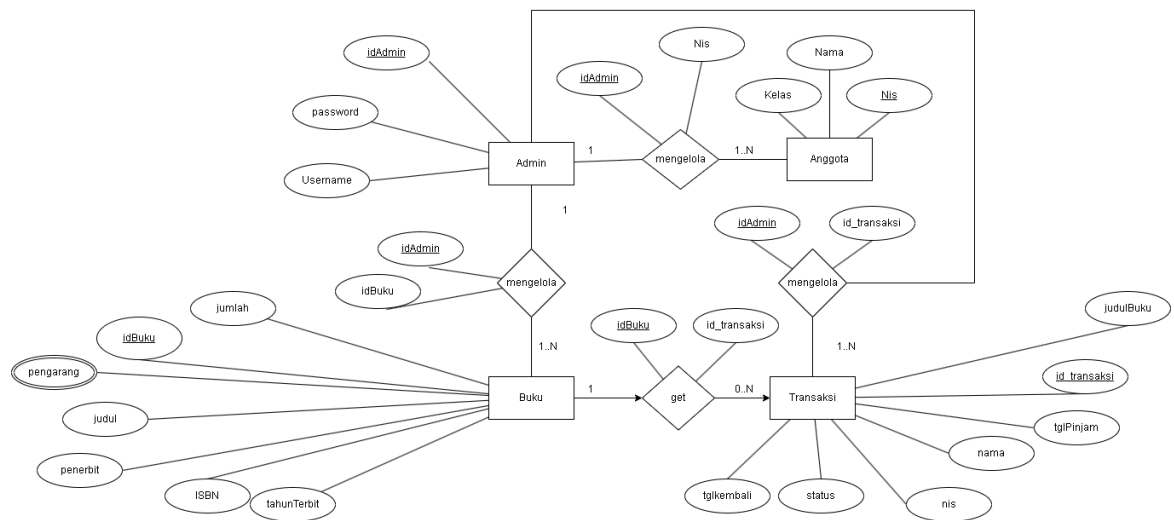 Nis
Nama
idAdmin
idAdmin
Kelas
Nis
password
Admin
1
mengelola
1..N
Anggota
Username
1
idAdmin
id_transaksi
idAdmin
mengelola
mengelola
idBuku
jumlah
judulBuku
idBuku
idBuku
id_transaksi
1..N
1..N
pengarang
id_transaksi
Buku
1
get
0..N
Transaksi
judul
tglPinjam
nama
penerbit
ISBN
tahunTerbit
tglkembali
status
nis